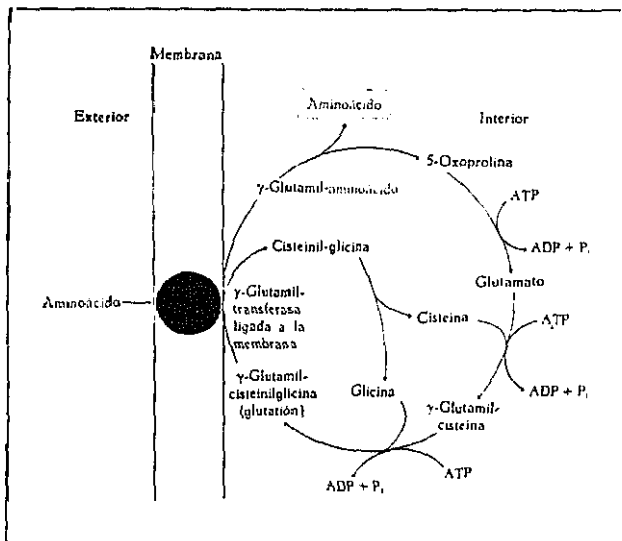 Membrana
Exterior
Aminoácido
Interior
5-Oxoprolina
γ-Glutamil-aminoácido
ATP
ADP + Pi
Cisteinil-glicina
Glutamato
Aminoácido
γ-Glutamil-
transferasa
ligada a la
membrana
Cisteína
ATP
γ-Glutamil-
cisteinilglicina
(glutatión)
Glicina
ADP + Pi
γ-Glutamil-
cisteína
ATP
ADP + Pi